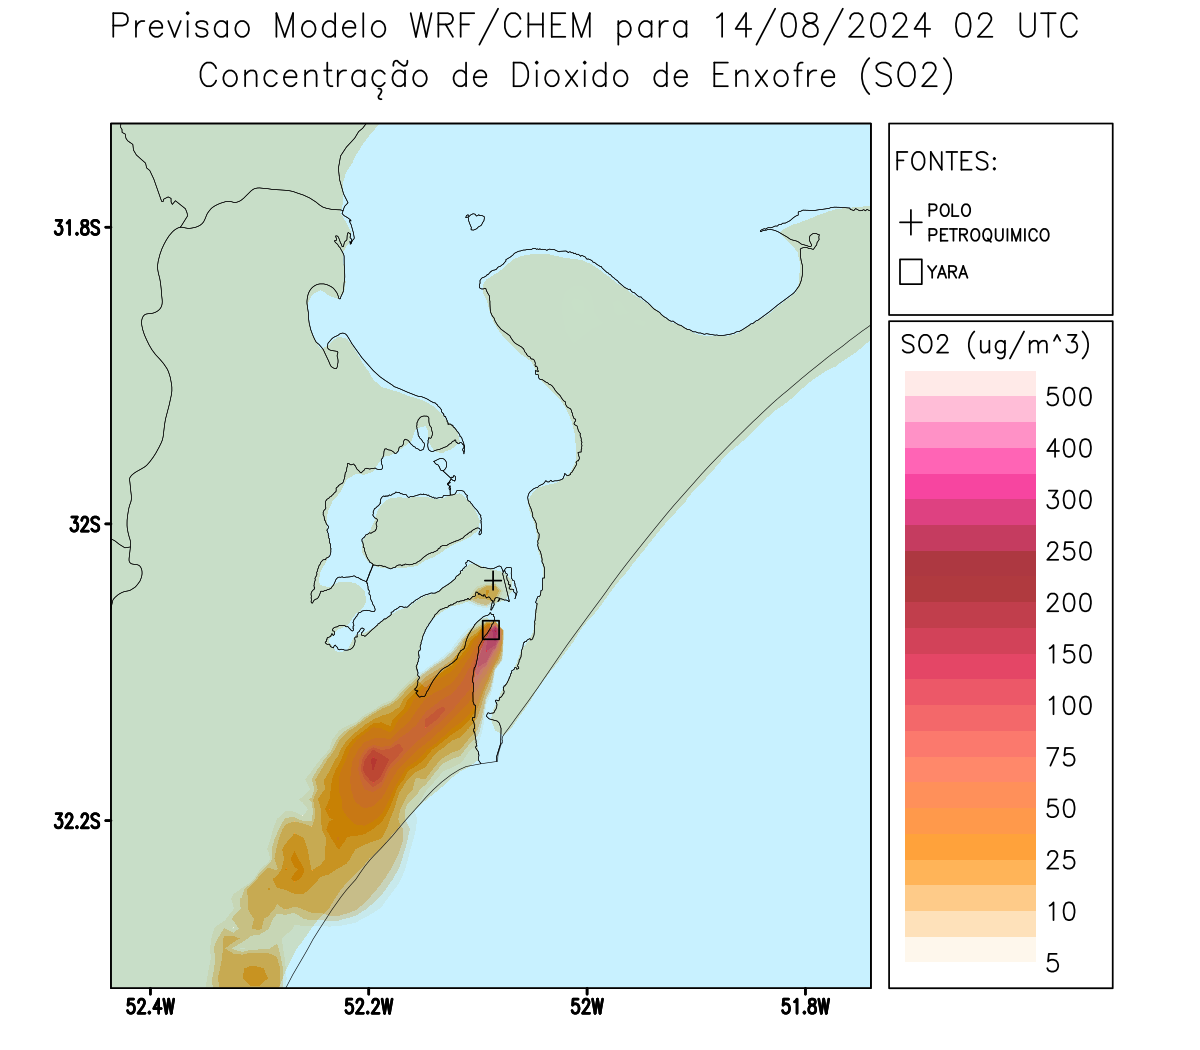 Previsao Modelo WRF/CHEM para 14/08/2024 02 UTC
Concentração de Dioxido de Enxofre (SO2)
FONTES:
POLO
PETROQUIMICO
YARA
SO2 (ug/m^3)
500
400
300
250
200
150
100
75
50
25
10
5
31.8S
32S
32.2S
52.4W
52.2W
52W
51.8W